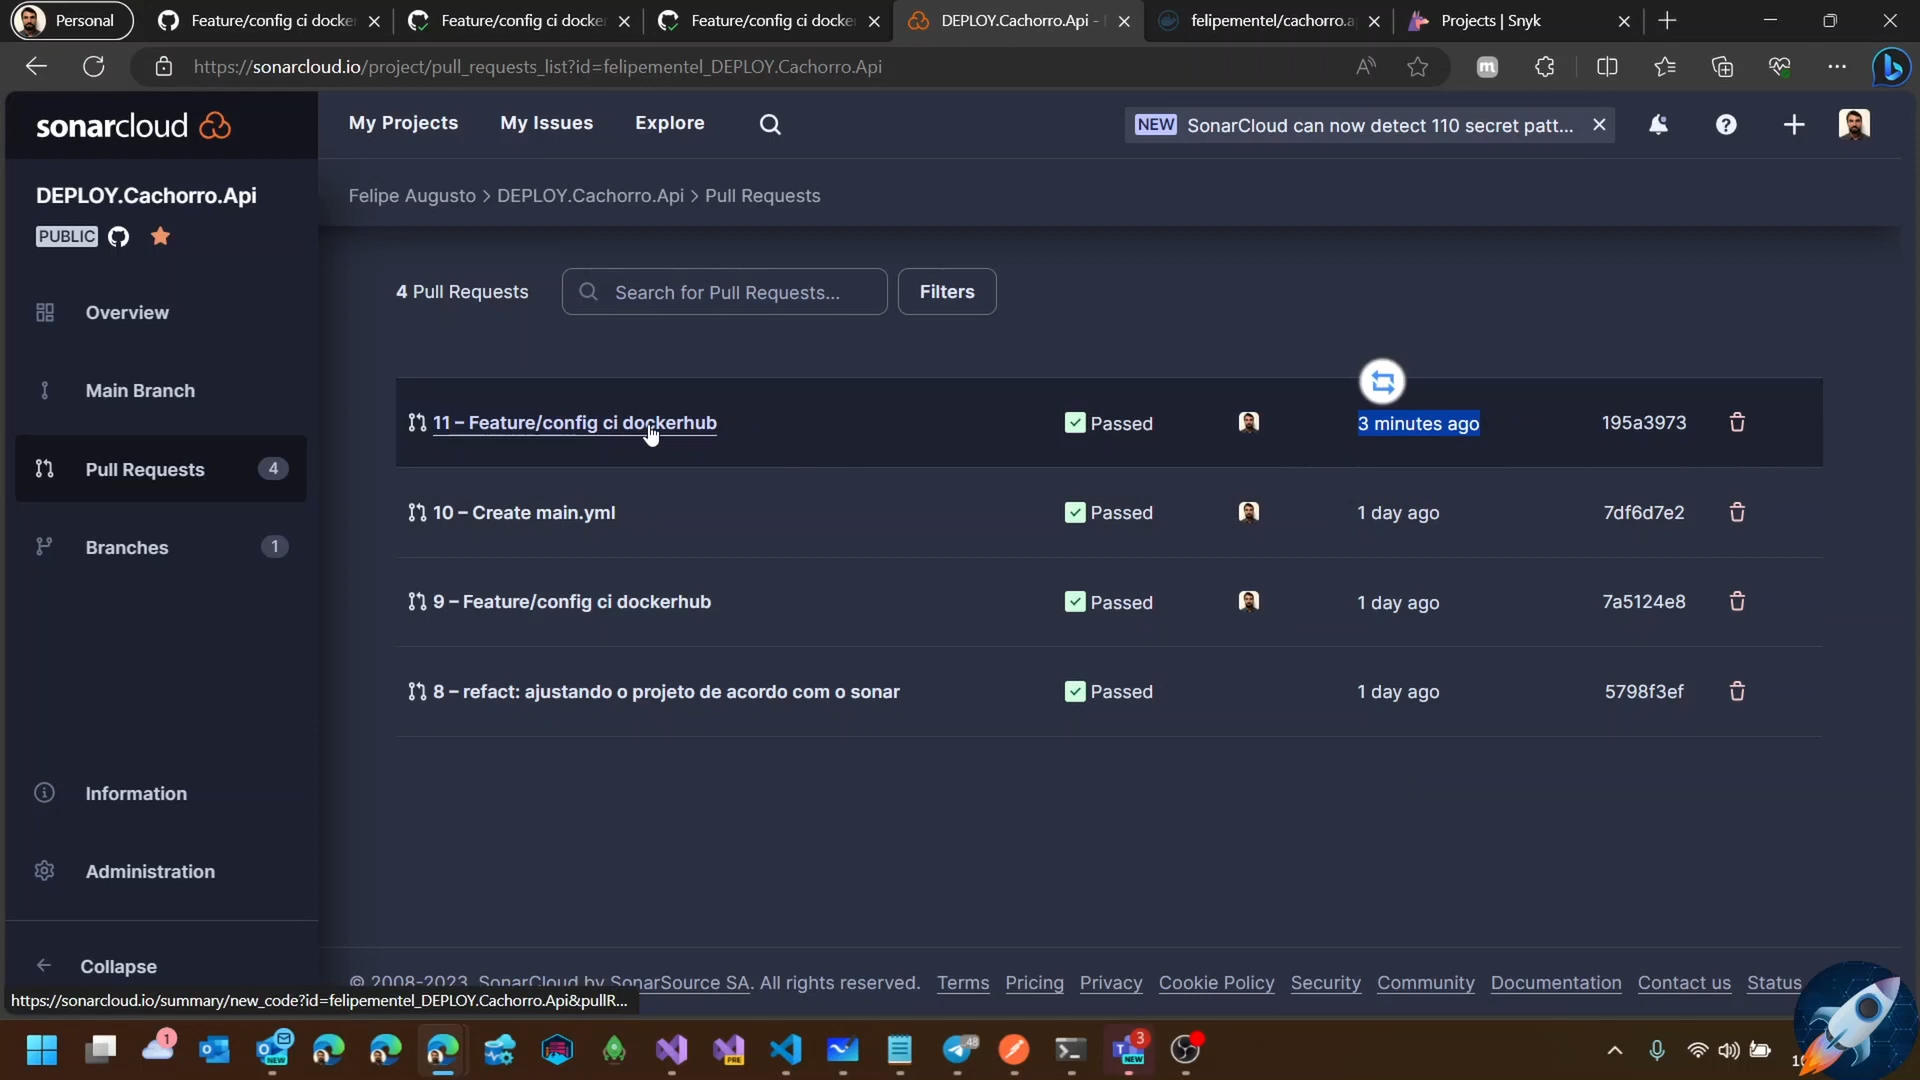 Personal
Feature/config ci docke
Feature/config ci docke
Feature/config ci docke
DEPLOY.Cachorro.Api -
felipementel/cachorro.a
Projects | Snyk
https://sonarcloud.io/project/pull_requests_list?id=felipementel_DEPLOY.Cachorro.Api
sonarcloud
My Projects
My Issues
Explore
NEW
SonarCloud can now detect 110 secret patt...
DEPLOY.Cachorro.Api
PUBLIC
Felipe Augusto > DEPLOY.Cachorro.Api > Pull Requests
Overview
Main Branch
Pull Requests 4
Branches 1
Information
Administration
Collapse
4 Pull Requests
Search for Pull Requests...
Filters
11 – Feature/config ci dockerhub Passed 3 minutes ago 195a3973
10 – Create main.yml Passed 1 day ago 7df6d7e2
9 – Feature/config ci dockerhub Passed 1 day ago 7a5124e8
8 – refact: ajustando o projeto de acordo com o sonar Passed 1 day ago 5798f3ef
© 2008-2023 SonarCloud by SonarSource SA. All rights reserved. Terms Pricing Privacy Cookie Policy Security Community Documentation Contact us Status
https://sonarcloud.io/summary/new_code?id=felipementel_DEPLOY.Cachorro.Api&pullR...
1
NEW
PRE
48
3
NEW